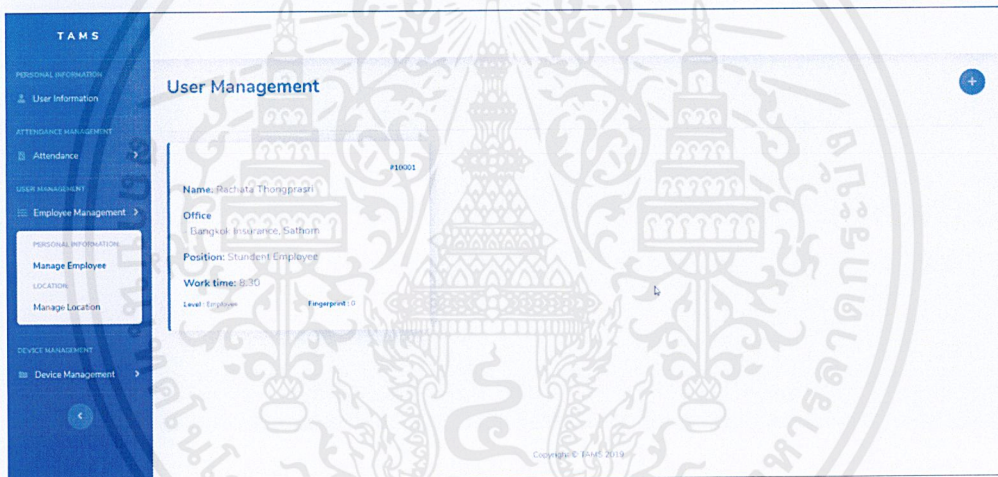 TAMS
PERSONAL INFORMATION
User Information
ATTENDANCE MANAGEMENT
Attendance
USER MANAGEMENT
Employee Management
PERSONAL INFORMATION
Manage Employee
LOCATION
Manage Location
DEVICE MANAGEMENT
Device Management
User Management
#10001
Name: Rachata Thongprasri
Office
Bangkok Insurance, Sathorn
Position: Stundent Employee
Work time: 8:30
Level : Employee Fingerprint : 0
Copyright © TAMS 2019